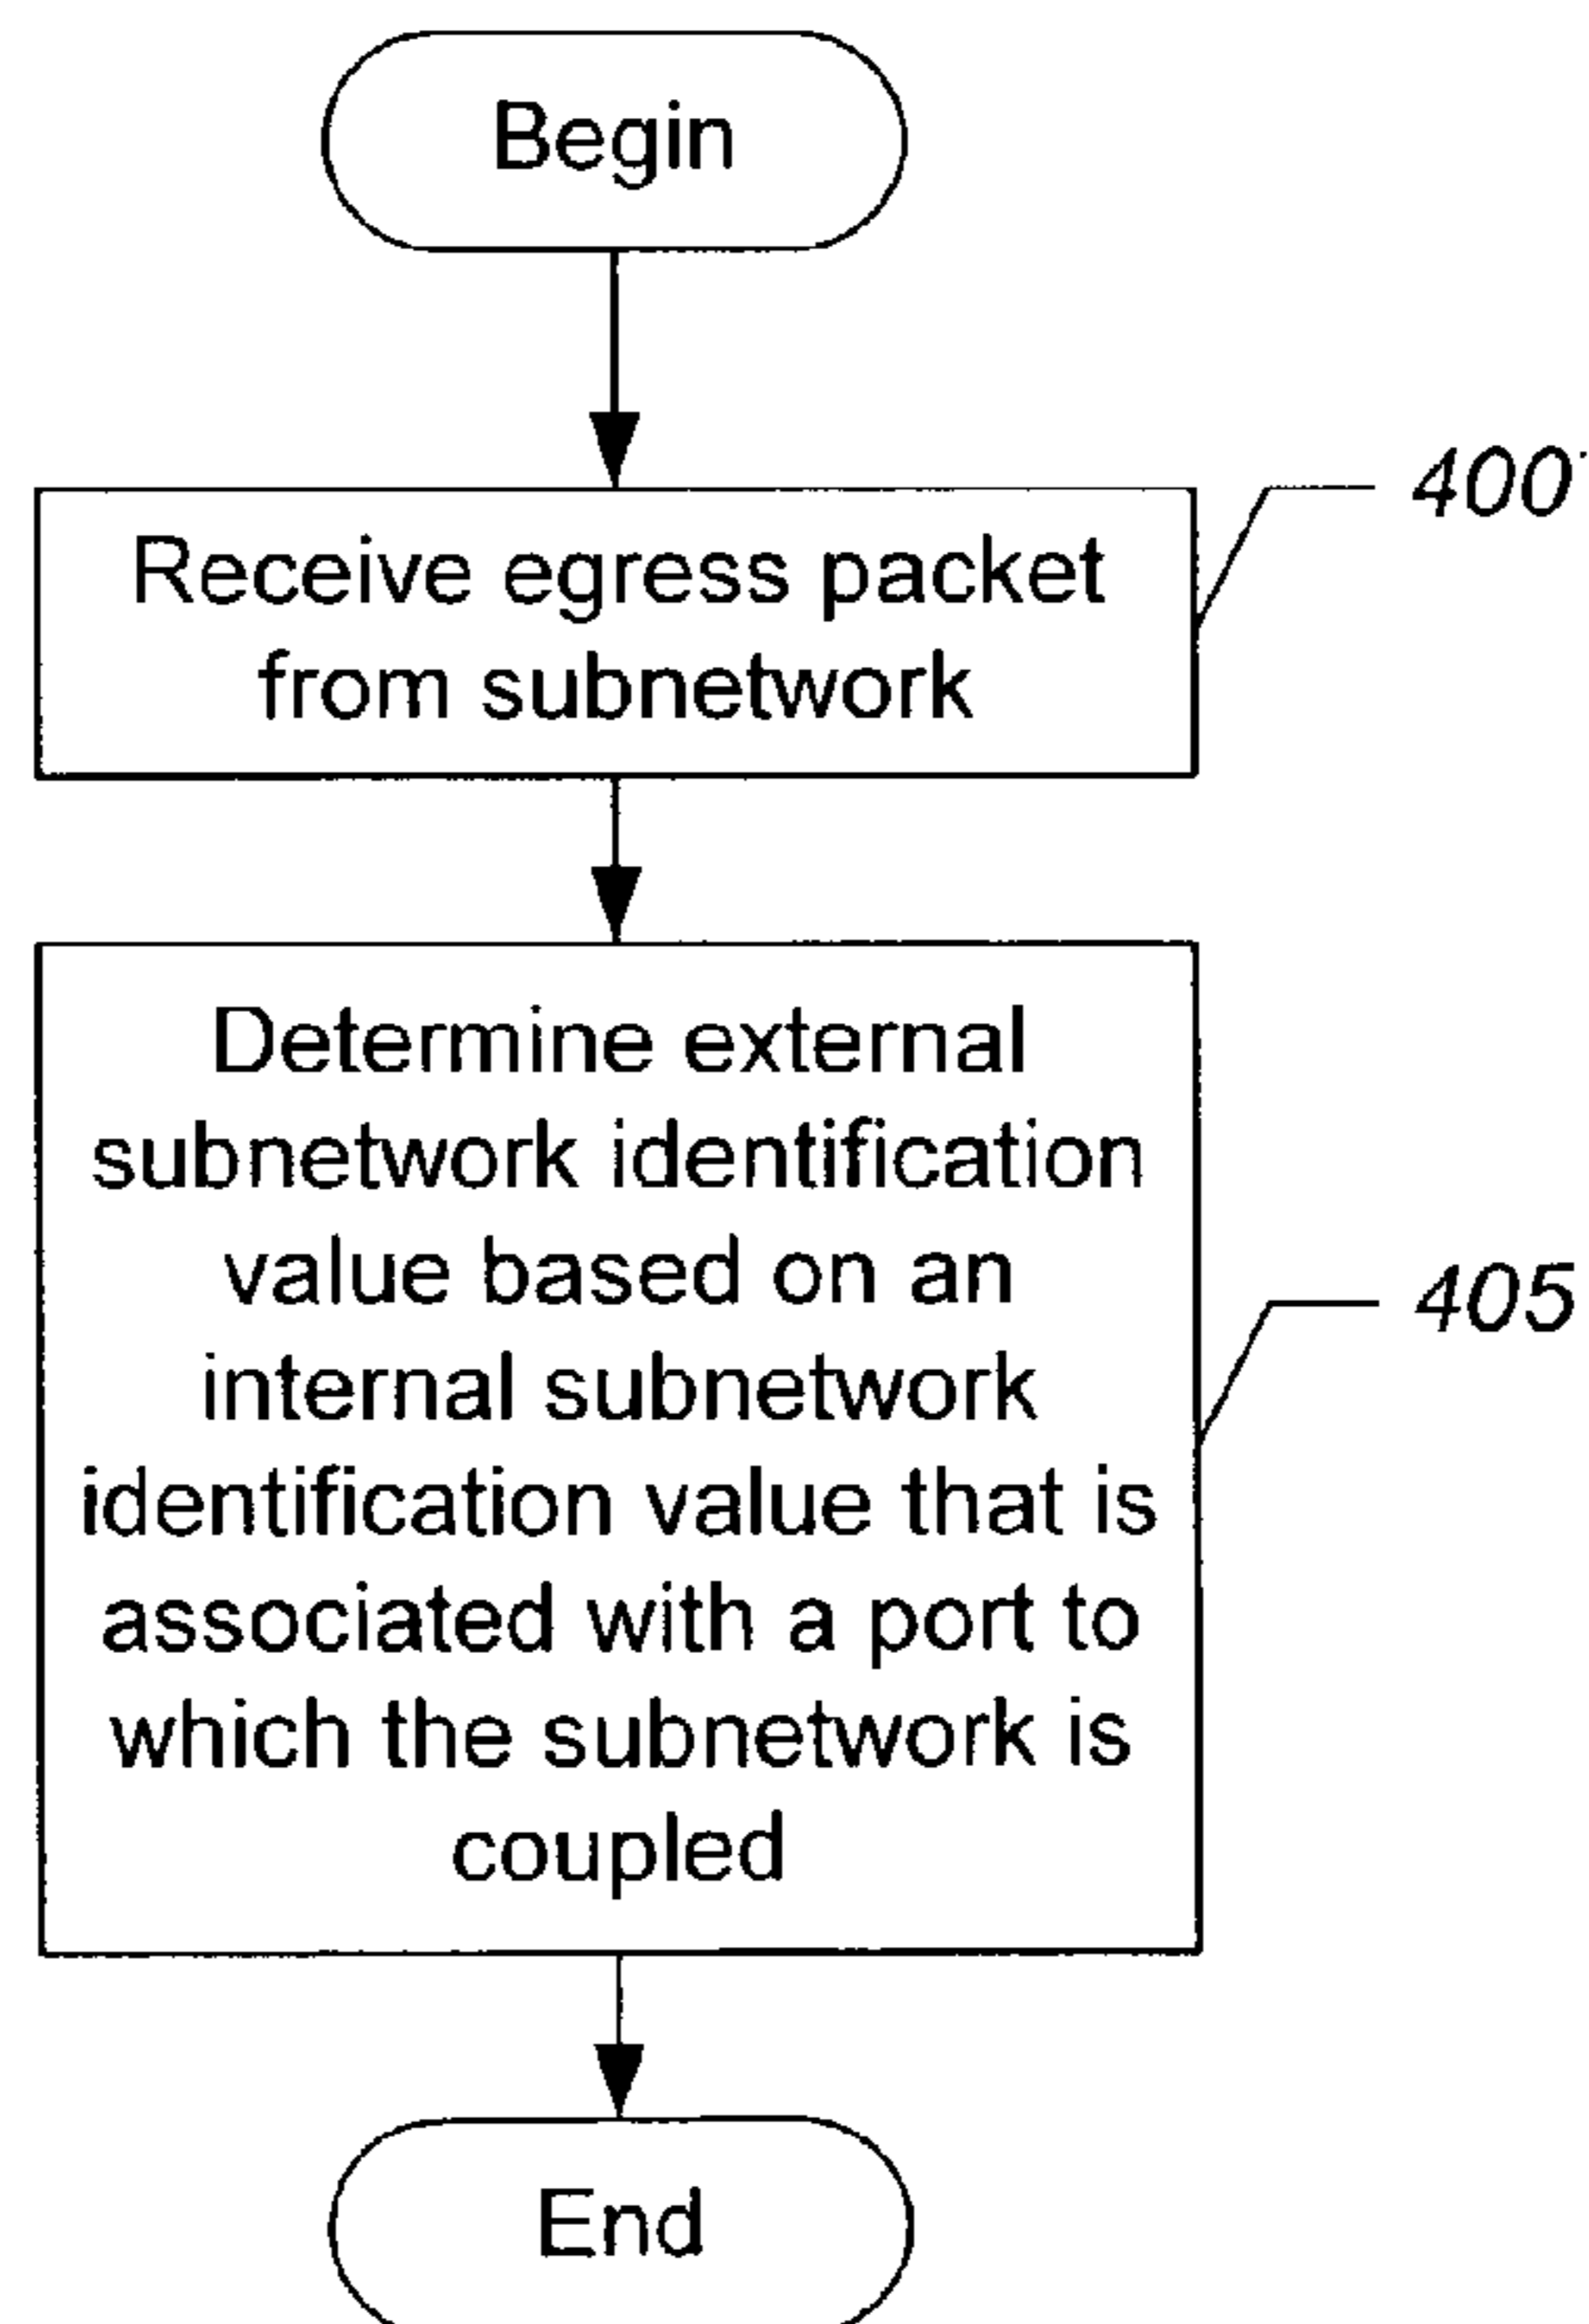 Begin
400
Receive egress packet
from subnetwork
Determine external
subnetwork identification
value based on an
internal subnetwork
identification value that is
associated with a port to
which the subnetwork is
coupled
405
End